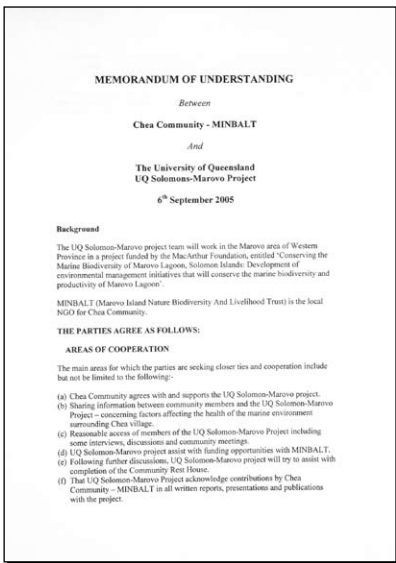 MEMORANDUM OF UNDERSTANDING
Between
Chea Community - MINBALT
And
The University of Queensland
UQ Solomons-Marovo Project
6th September 2005
Background
The UQ Solomon-Marovo project team will work in the Marovo area of Western
Province in a project funded by the MacArthur Foundation, entitled 'Conserving the
Marine Biodiversity of Marovo Lagoon, Solomon Islands: Development of
environmental management initiatives that will conserve the marine biodiversity and
productivity of Marovo Lagoon'.
MINBALT (Marovo Island Nature Biodiversity And Livelihood Trust) is the local
NGO for Chea Community.
THE PARTIES AGREE AS FOLLOWS:
AREAS OF COOPERATION
The main areas for which the parties are seeking closer ties and cooperation include
but not be limited to the following:-
(a) Chea Community agrees with and supports the UQ Solomon-Marovo project.
(b) Sharing information between community members and the UQ Solomon-Marovo
Project – concerning factors affecting the health of the marine environment
surrounding Chea village.
(c) Reasonable access of members of the UQ Solomon-Marovo Project including
some interviews, discussions and community meetings.
(d) UQ Solomon-Marovo project assist with funding opportunities with MINBALT.
(e) Following further discussions, UQ Solomon-Marovo project will try to assist with
completion of the Community Rest House.
(f) That UQ Solomon-Marovo Project acknowledge contributions by Chea
Community – MINBALT in all written reports, presentations and publications
with the project.